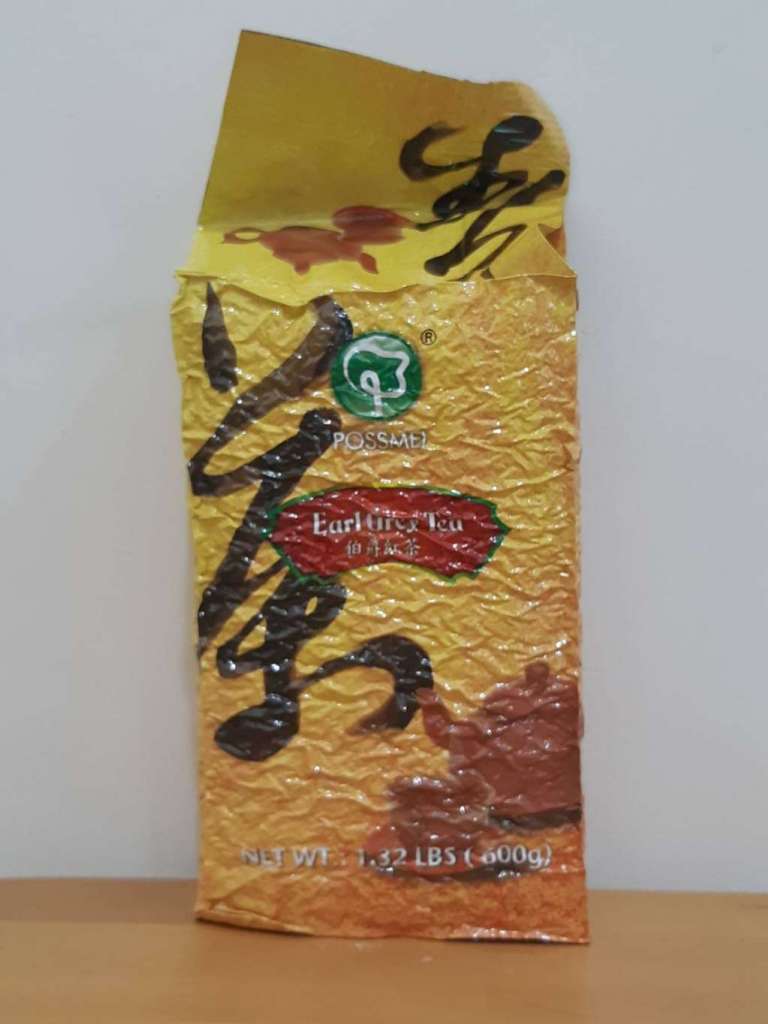 ®
POSSMEI
Earl Grey Tea
伯爵紅茶
NET WT.: 1.32 LBS ( 600g)